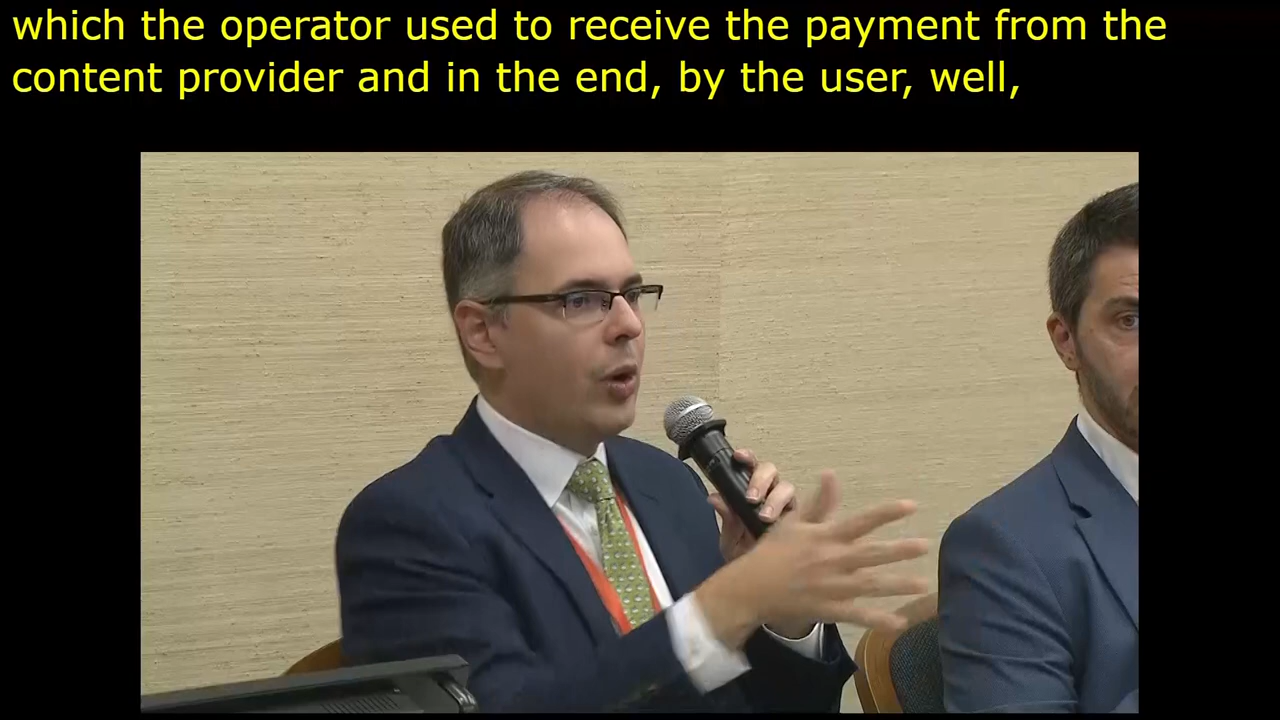 which the operator used to receive the payment from the
content provider and in the end, by the user, well,